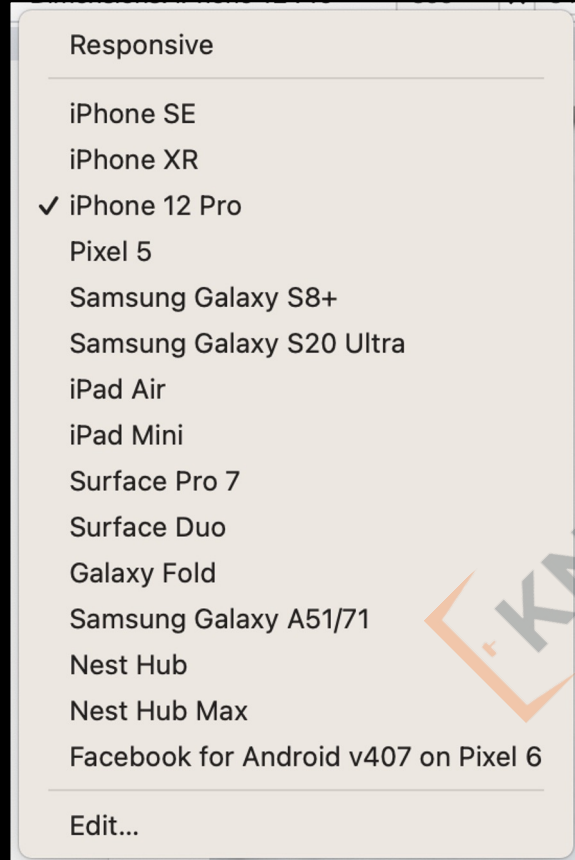 Responsive
iPhone SE
iPhone XR
✓ iPhone 12 Pro
Pixel 5
Samsung Galaxy S8+
Samsung Galaxy S20 Ultra
iPad Air
iPad Mini
Surface Pro 7
Surface Duo
Galaxy Fold
Samsung Galaxy A51/71
Nest Hub
Nest Hub Max
Facebook for Android v407 on Pixel 6
Edit...